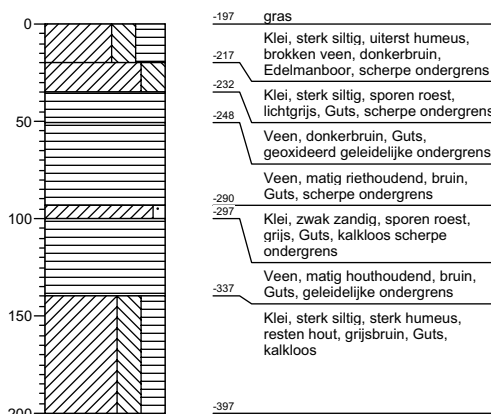 0
50
100
150
200
-197 gras
Klei, sterk siltig, uiterst humeus,
brokken veen, donkerbruin,
Edelmanboor, scherpe ondergrens
-217
Klei, sterk siltig, sporen roest,
lichtgrijs, Guts, scherpe ondergrens
-232
Veen, donkerbruin, Guts,
geoxideerd geleidelijke ondergrens
-248
Veen, matig riethoudend, bruin,
Guts, scherpe ondergrens
-290
Klei, zwak zandig, sporen roest,
grijs, Guts, kalkloos scherpe
ondergrens
-297
Veen, matig houthoudend, bruin,
Guts, geleidelijke ondergrens
-337
Klei, sterk siltig, sterk humeus,
resten hout, grijsbruin, Guts,
kalkloos
-397